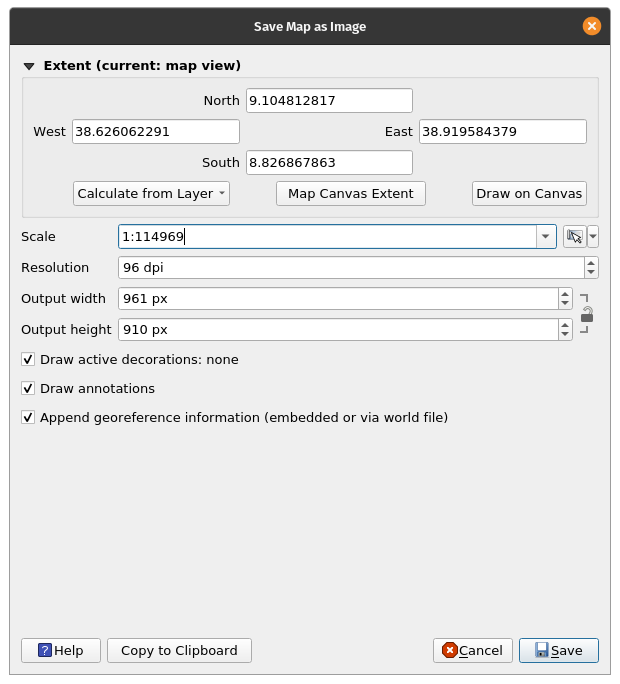 Save Map as Image
Extent (current: map view)
North 9.104812817
West 38.626062291 East 38.919584379
South 8.826867863
Calculate from Layer Map Canvas Extent Draw on Canvas
Scale 1:114969
Resolution 96 dpi
Output width 961 px
Output height 910 px
Draw active decorations: none
Draw annotations
Append georeference information (embedded or via world file)
? Help Copy to Clipboard Cancel Save